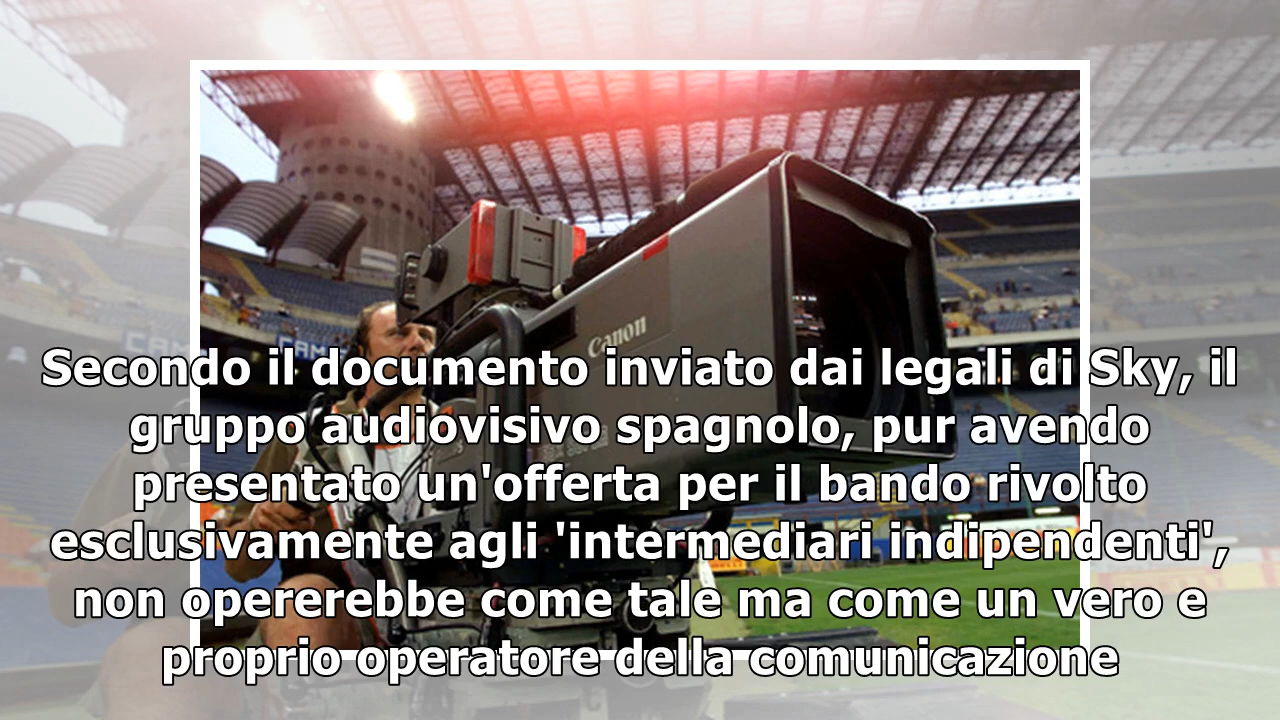 Canon
Secondo il documento inviato dai legali di Sky, il
gruppo audiovisivo spagnolo, pur avendo
presentato un'offerta per il bando rivolto
esclusivamente agli 'intermediari indipendenti',
non opererebbe come tale ma come un vero e
proprio operatore della comunicazione